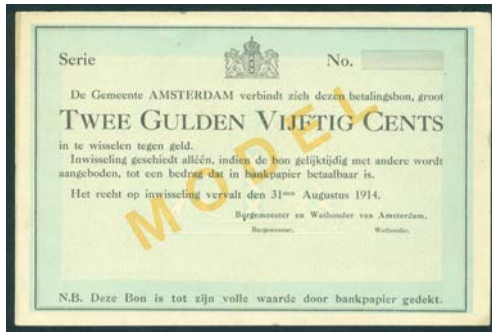 Serie No.
De Gemeente AMSTERDAM verbindt zich dezen betalingsbon, groot
TWEE GULDEN VIJFTIG CENTS
in te wisselen tegen geld.
Inwisseling geschiedt alléén, indien de bon gelijktijdig met andere wordt
aangeboden, tot een bedrag dat in bankpapier betaalbaar is.
Het recht op inwisseling vervalt den 31sten Augustus 1914.
Burgemeester en Wethouder van Amsterdam,
Burgemeester. Wethouder.
MODEL
N.B. Deze Bon is tot zijn volle waarde door bankpapier gedekt.